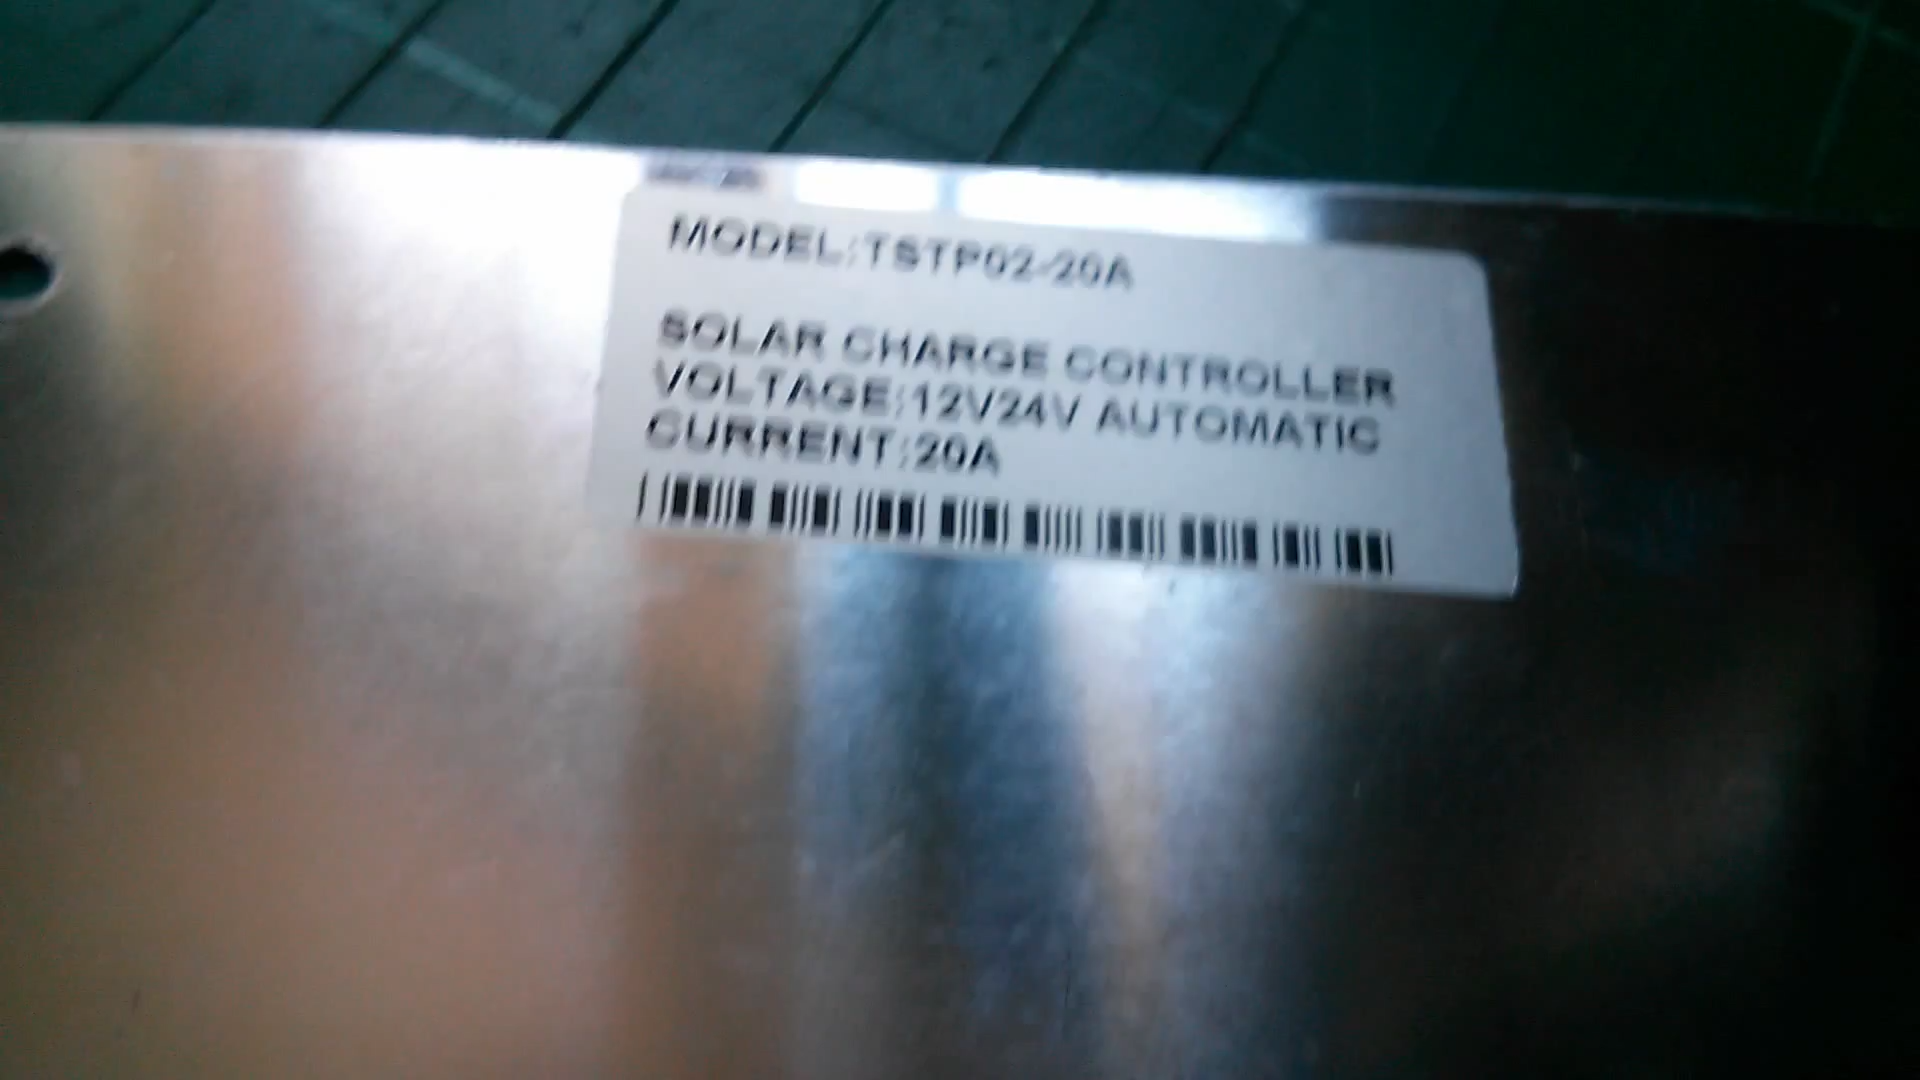 MODEL:TSTP02-20A
SOLAR CHARGE CONTROLLER
VOLTAGE:12V24V AUTOMATIC
CURRENT:20A